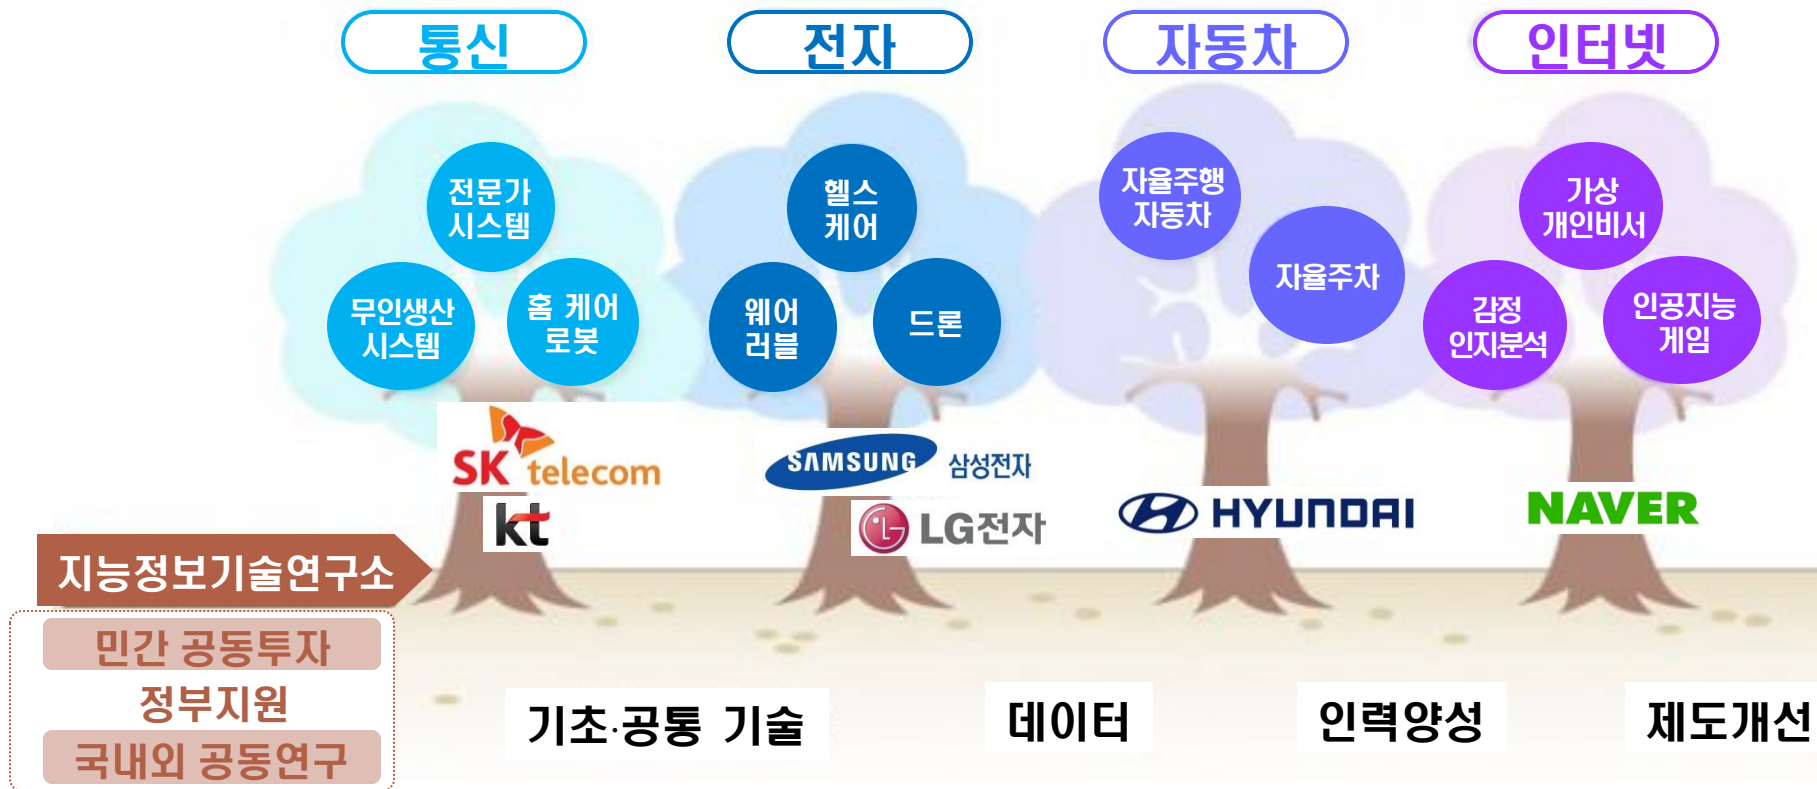 통신
전자
자동차
인터넷
전문가
시스템
무인생산
시스템
홈 케어
로봇
헬스
케어
웨어
러블
드론
자율주행
자동차
자율주차
가상
개인비서
감정
인지분석
인공지능
게임
SK telecom
kt
SAMSUNG 삼성전자
LG전자
HYUNDAI
NAVER
지능정보기술연구소
민간 공동투자
정부지원
국내외 공동연구
기초·공통 기술
데이터
인력양성
제도개선